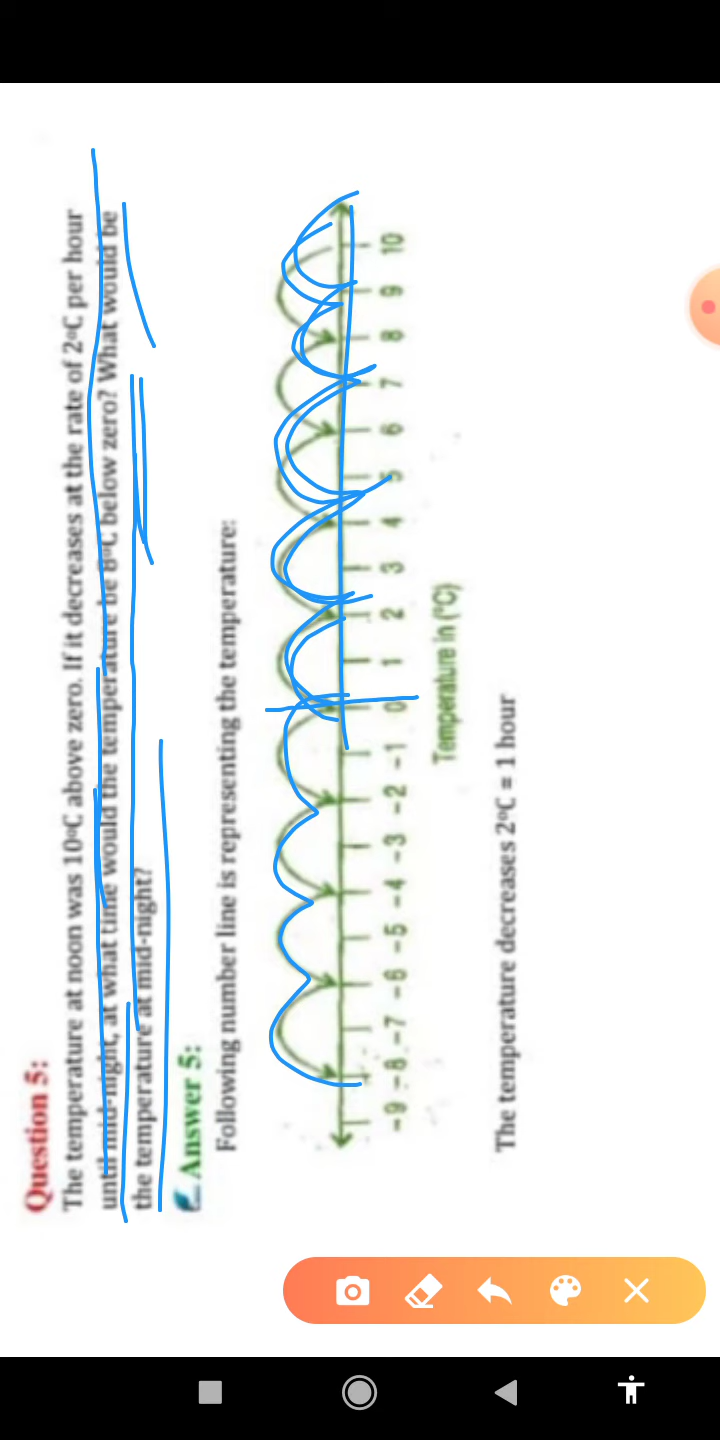 Question 5:
The temperature at noon was 10°C above zero. If it decreases at the rate of 2°C per hour
until mid-night, at what time would the temperature be 8°C below zero? What would be
the temperature at mid-night?
Answer 5:
Following number line is representing the temperature:
-9 -8 -7 -6 -5 -4 -3 -2 -1 0 1 2 3 4 5 6 7 8 9 10
Temperature in (°C)
The temperature decreases 2°C = 1 hour